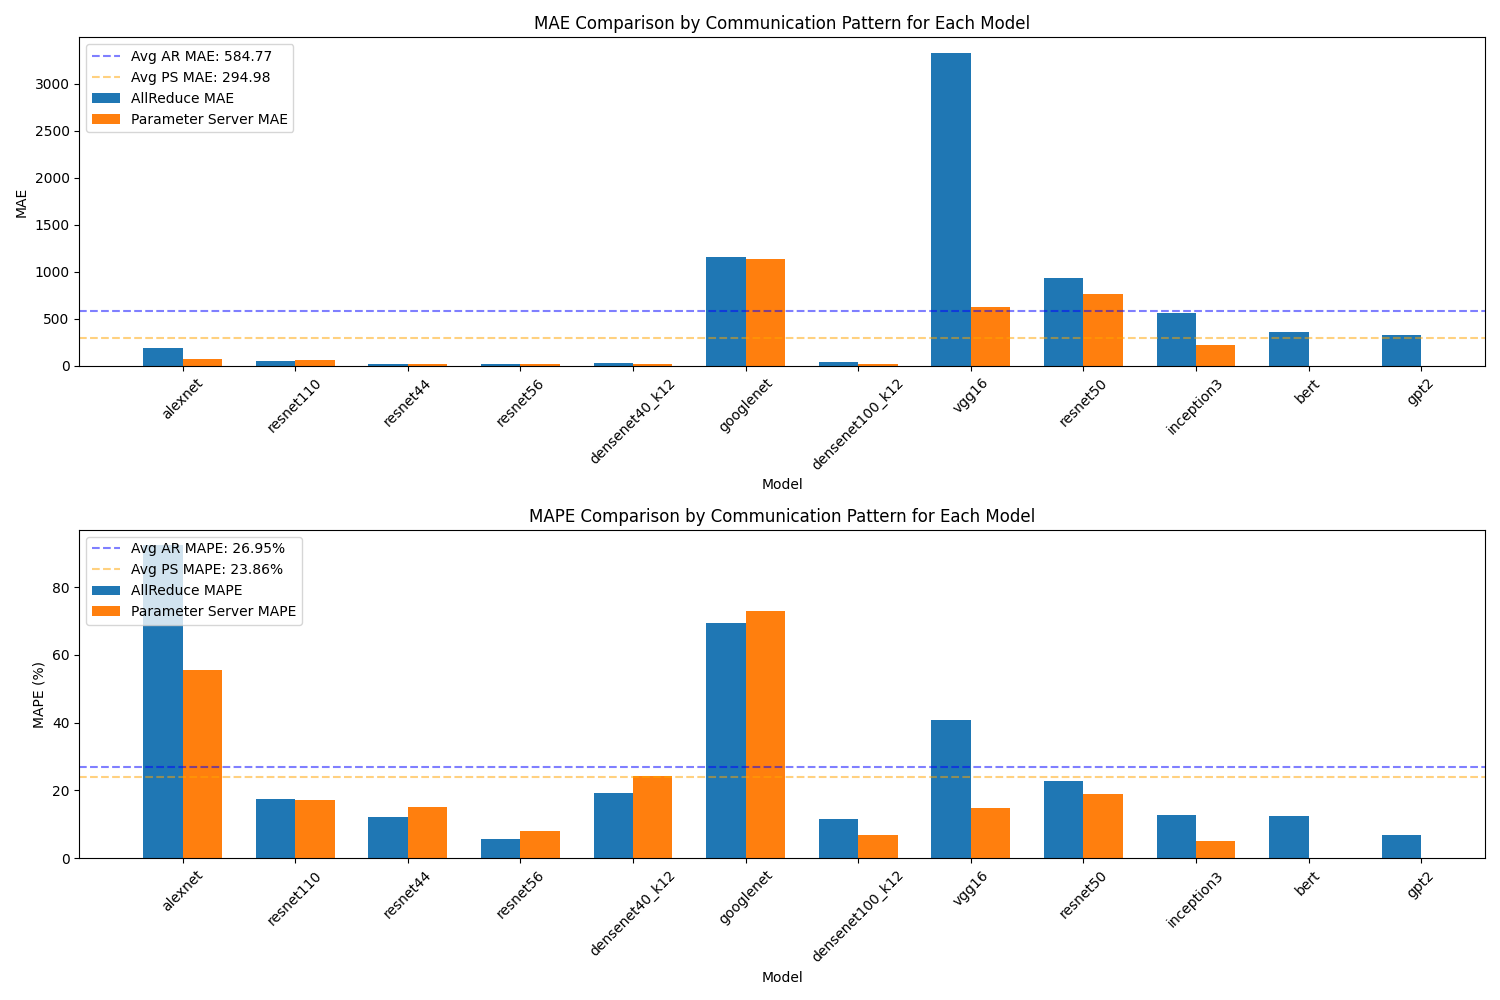 MAE Comparison by Communication Pattern for Each Model
Avg AR MAE: 584.77
Avg PS MAE: 294.98
AllReduce MAE
Parameter Server MAE
MAE
3000
2500
2000
1500
1000
500
0
alexnet
resnet110
resnet44
resnet56
densenet40_k12
googlenet
densenet100_k12
vgg16
resnet50
inception3
bert
gpt2
Model
MAPE Comparison by Communication Pattern for Each Model
Avg AR MAPE: 26.95%
Avg PS MAPE: 23.86%
AllReduce MAPE
Parameter Server MAPE
MAPE (%)
80
60
40
20
0
alexnet
resnet110
resnet44
resnet56
densenet40_k12
googlenet
densenet100_k12
vgg16
resnet50
inception3
bert
gpt2
Model